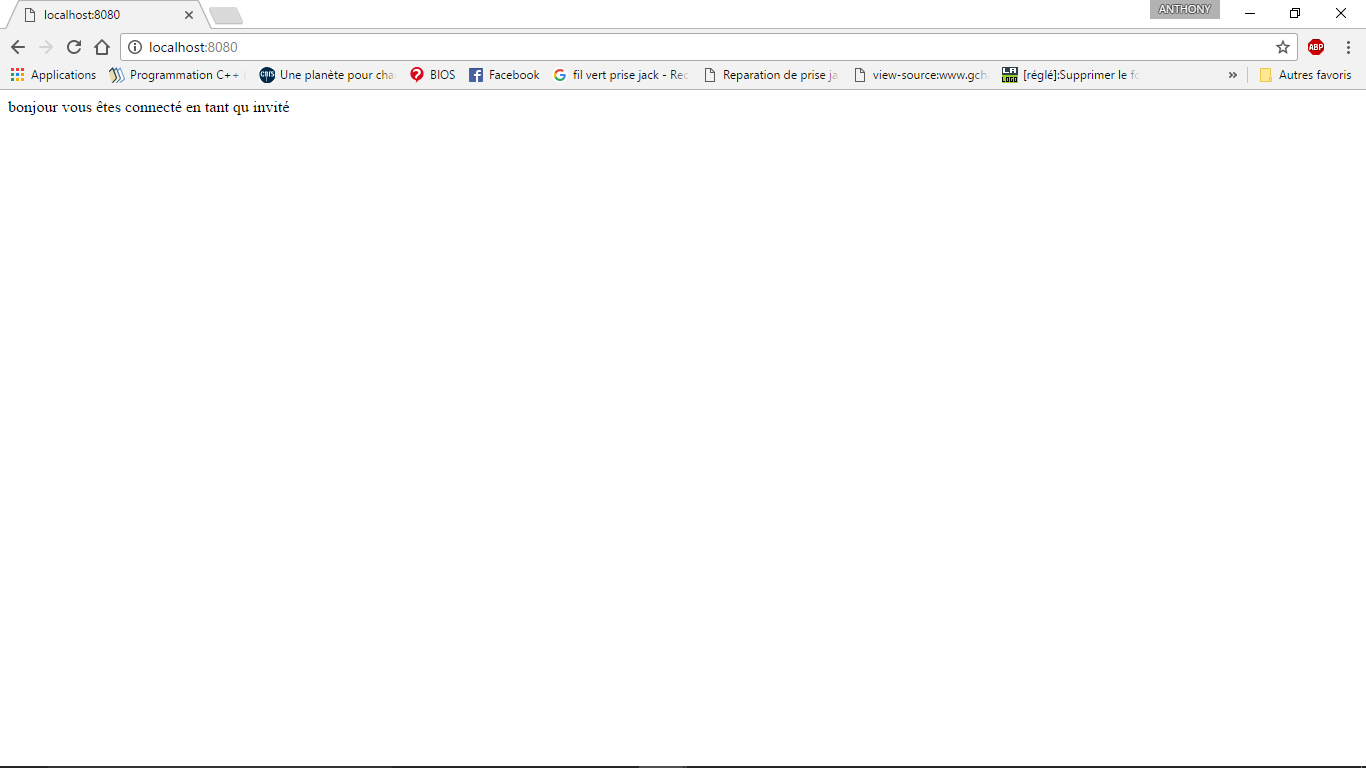 localhost:8080
ANTHONY
localhost:8080
ABP
Applications
Programmation C++
Une planète pour cha
BIOS
Facebook
fil vert prise jack - Rec
Reparation de prise ja
view-source:www.gch
[réglé]:Supprimer le fo
»
Autres favoris
bonjour vous êtes connecté en tant qu invité